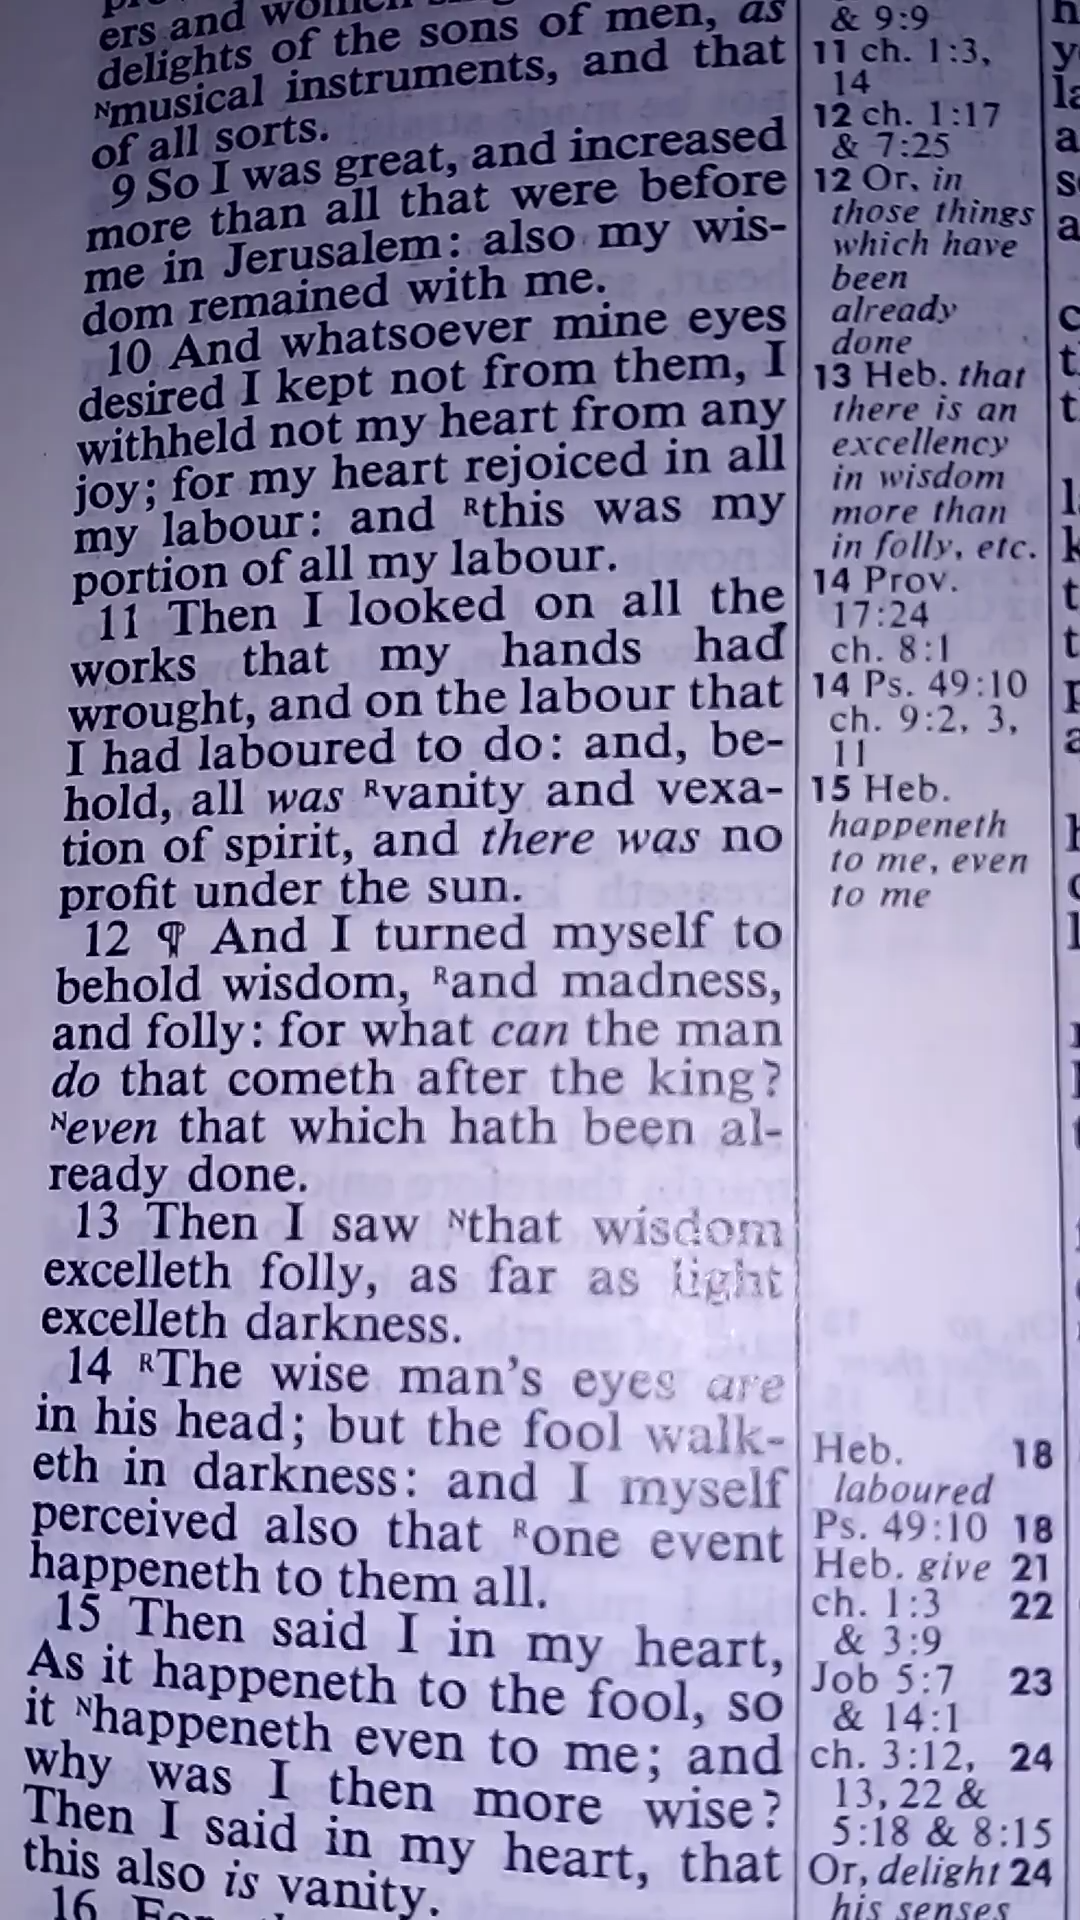 ers and women
delights of the sons of men, as
ᴺmusical instruments, and that
of all sorts.
9 So I was great, and increased
more than all that were before
me in Jerusalem: also my wis-
dom remained with me.
10 And whatsoever mine eyes
desired I kept not from them, I
withheld not my heart from any
joy; for my heart rejoiced in all
my labour: and ᴿthis was my
portion of all my labour.
11 Then I looked on all the
works that my hands had
wrought, and on the labour that
I had laboured to do: and, be-
hold, all was ᴿvanity and vexa-
tion of spirit, and there was no
profit under the sun.
12 ¶ And I turned myself to
behold wisdom, ᴿand madness,
and folly: for what can the man
do that cometh after the king?
ᴺeven that which hath been al-
ready done.
13 Then I saw ᴺthat wisdom
excelleth folly, as far as light
excelleth darkness.
14 ᴿThe wise man's eyes are
in his head; but the fool walk-
eth in darkness: and I myself
perceived also that ᴿone event
happeneth to them all.
15 Then said I in my heart,
As it happeneth to the fool, so
it ᴺhappeneth even to me; and
why was I then more wise?
Then I said in my heart, that
this also is vanity.
16 For
& 9:9
11 ch. 1:3,
14
12 ch. 1:17
& 7:25
12 Or, in
those things
which have
been
already
done
13 Heb. that
there is an
excellency
in wisdom
more than
in folly, etc.
14 Prov.
17:24
ch. 8:1
14 Ps. 49:10
ch. 9:2, 3,
11
15 Heb.
happeneth
to me, even
to me
Heb. 18
laboured
Ps. 49:10 18
Heb. give 21
ch. 1:3 22
& 3:9
Job 5:7 23
& 14:1
ch. 3:12, 24
13, 22 &
5:18 & 8:15
Or, delight 24
his senses